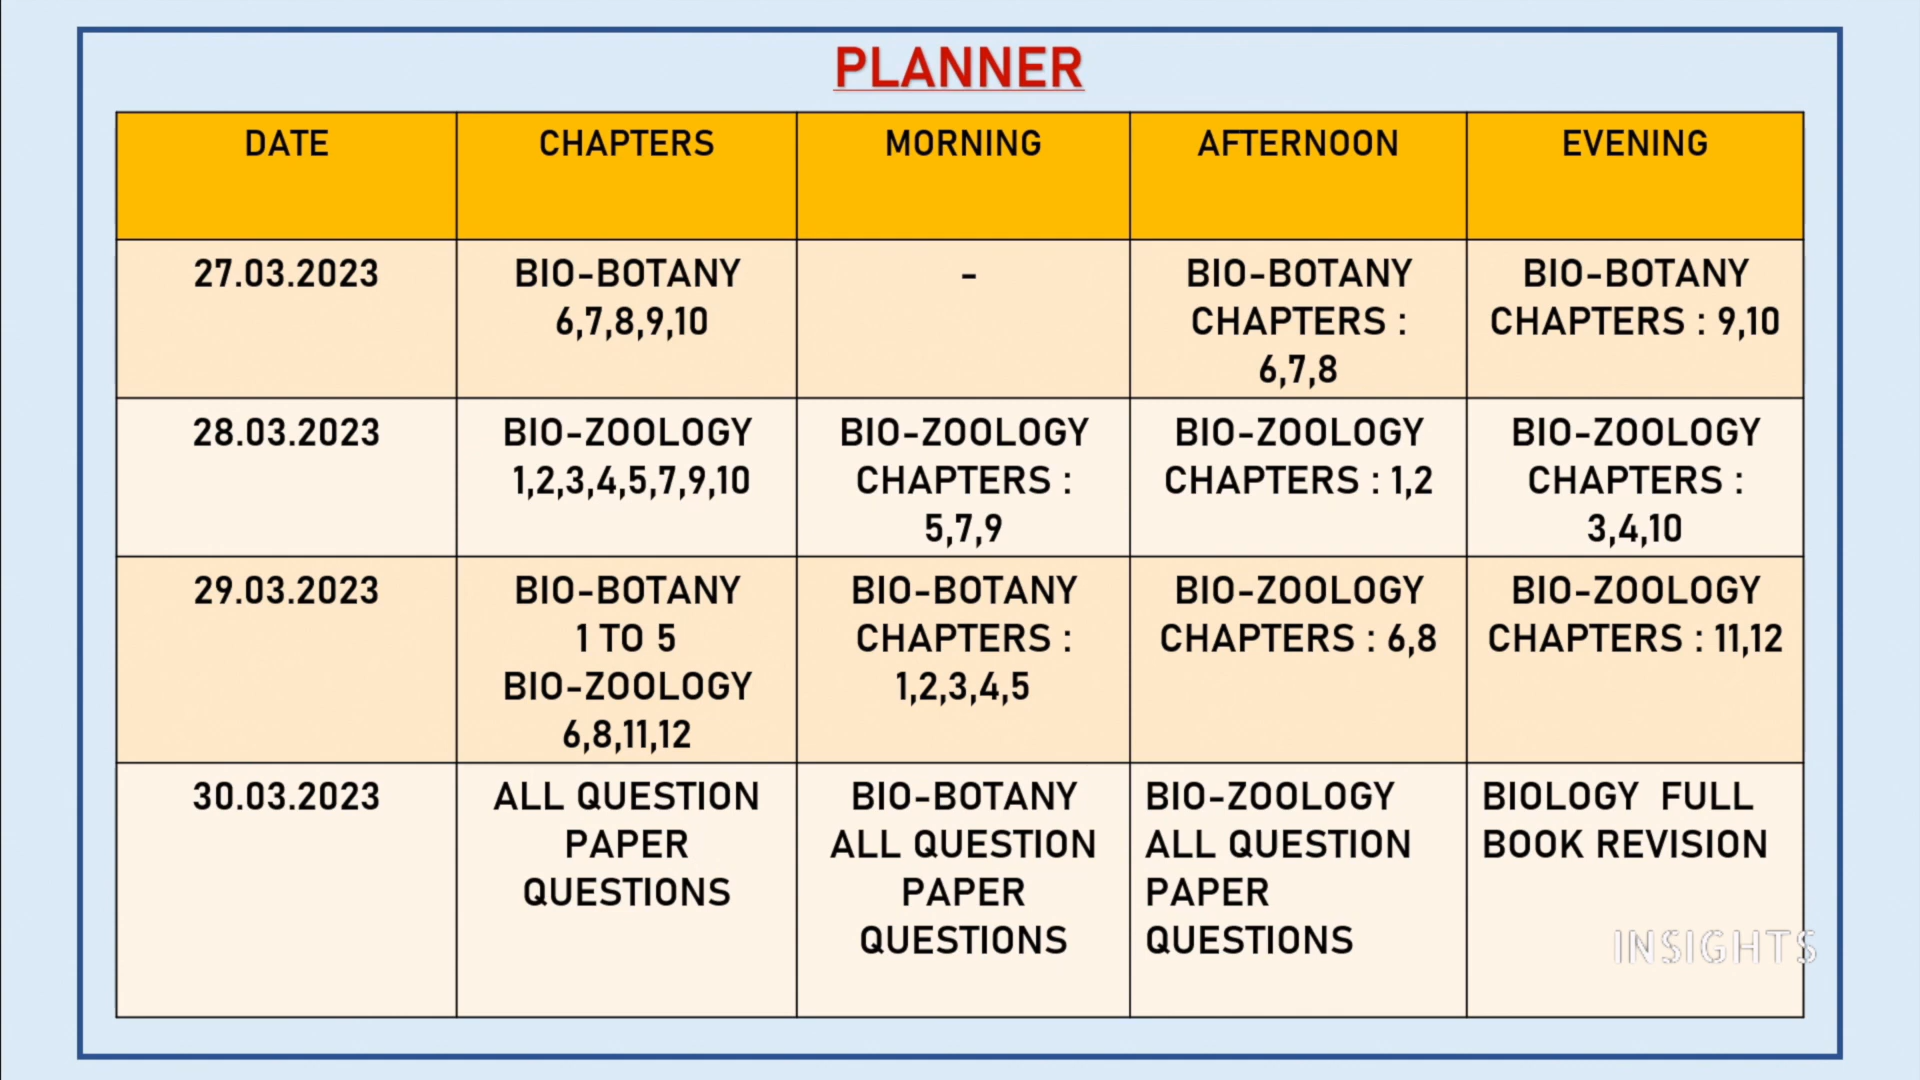 PLANNER
DATE
CHAPTERS
MORNING
AFTERNOON
EVENING
27.03.2023
BIO-BOTANY
6,7,8,9,10
-
BIO-BOTANY
CHAPTERS :
6,7,8
BIO-BOTANY
CHAPTERS : 9,10
28.03.2023
BIO-ZOOLOGY
1,2,3,4,5,7,9,10
BIO-ZOOLOGY
CHAPTERS :
5,7,9
BIO-ZOOLOGY
CHAPTERS : 1,2
BIO-ZOOLOGY
CHAPTERS :
3,4,10
29.03.2023
BIO-BOTANY
1 TO 5
BIO-ZOOLOGY
6,8,11,12
BIO-BOTANY
CHAPTERS :
1,2,3,4,5
BIO-ZOOLOGY
CHAPTERS : 6,8
BIO-ZOOLOGY
CHAPTERS : 11,12
30.03.2023
ALL QUESTION
PAPER
QUESTIONS
BIO-BOTANY
ALL QUESTION
PAPER
QUESTIONS
BIO-ZOOLOGY
ALL QUESTION
PAPER
QUESTIONS
BIOLOGY FULL
BOOK REVISION
INSIGHTS